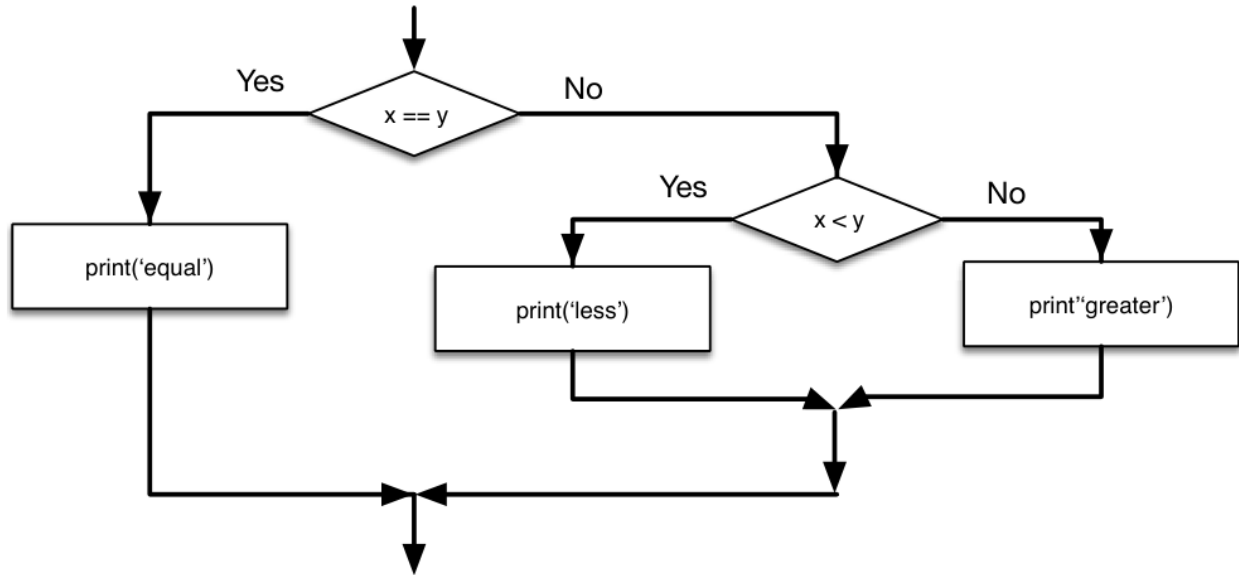 Yes
x == y
No
Yes
x < y
No
print(‘equal’)
print(‘less’)
print’‘greater’)